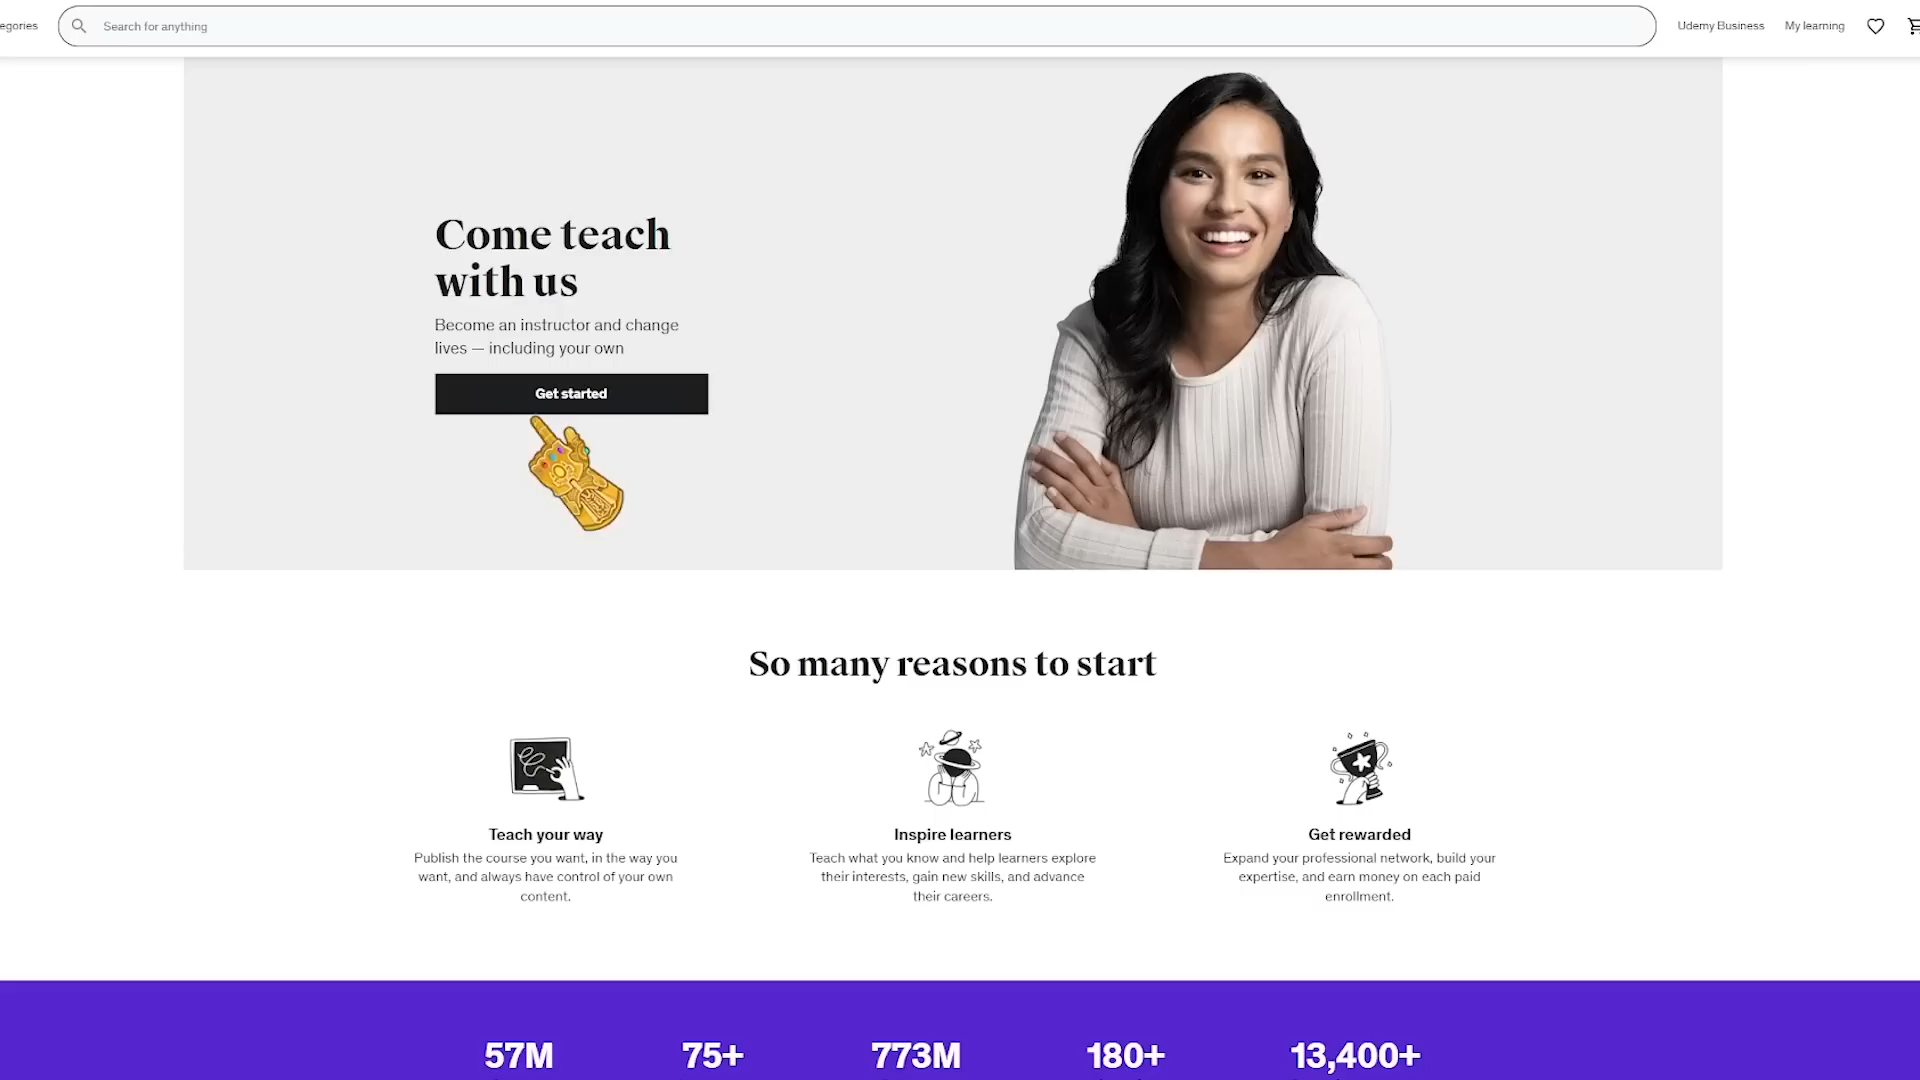 egories
Search for anything
Udemy Business
My learning
Come teach
with us
Become an instructor and change
lives — including your own
Get started
So many reasons to start
Teach your way
Publish the course you want, in the way you
want, and always have control of your own
content.
Inspire learners
Teach what you know and help learners explore
their interests, gain new skills, and advance
their careers.
Get rewarded
Expand your professional network, build your
expertise, and earn money on each paid
enrollment.
57M
75+
773M
180+
13,400+